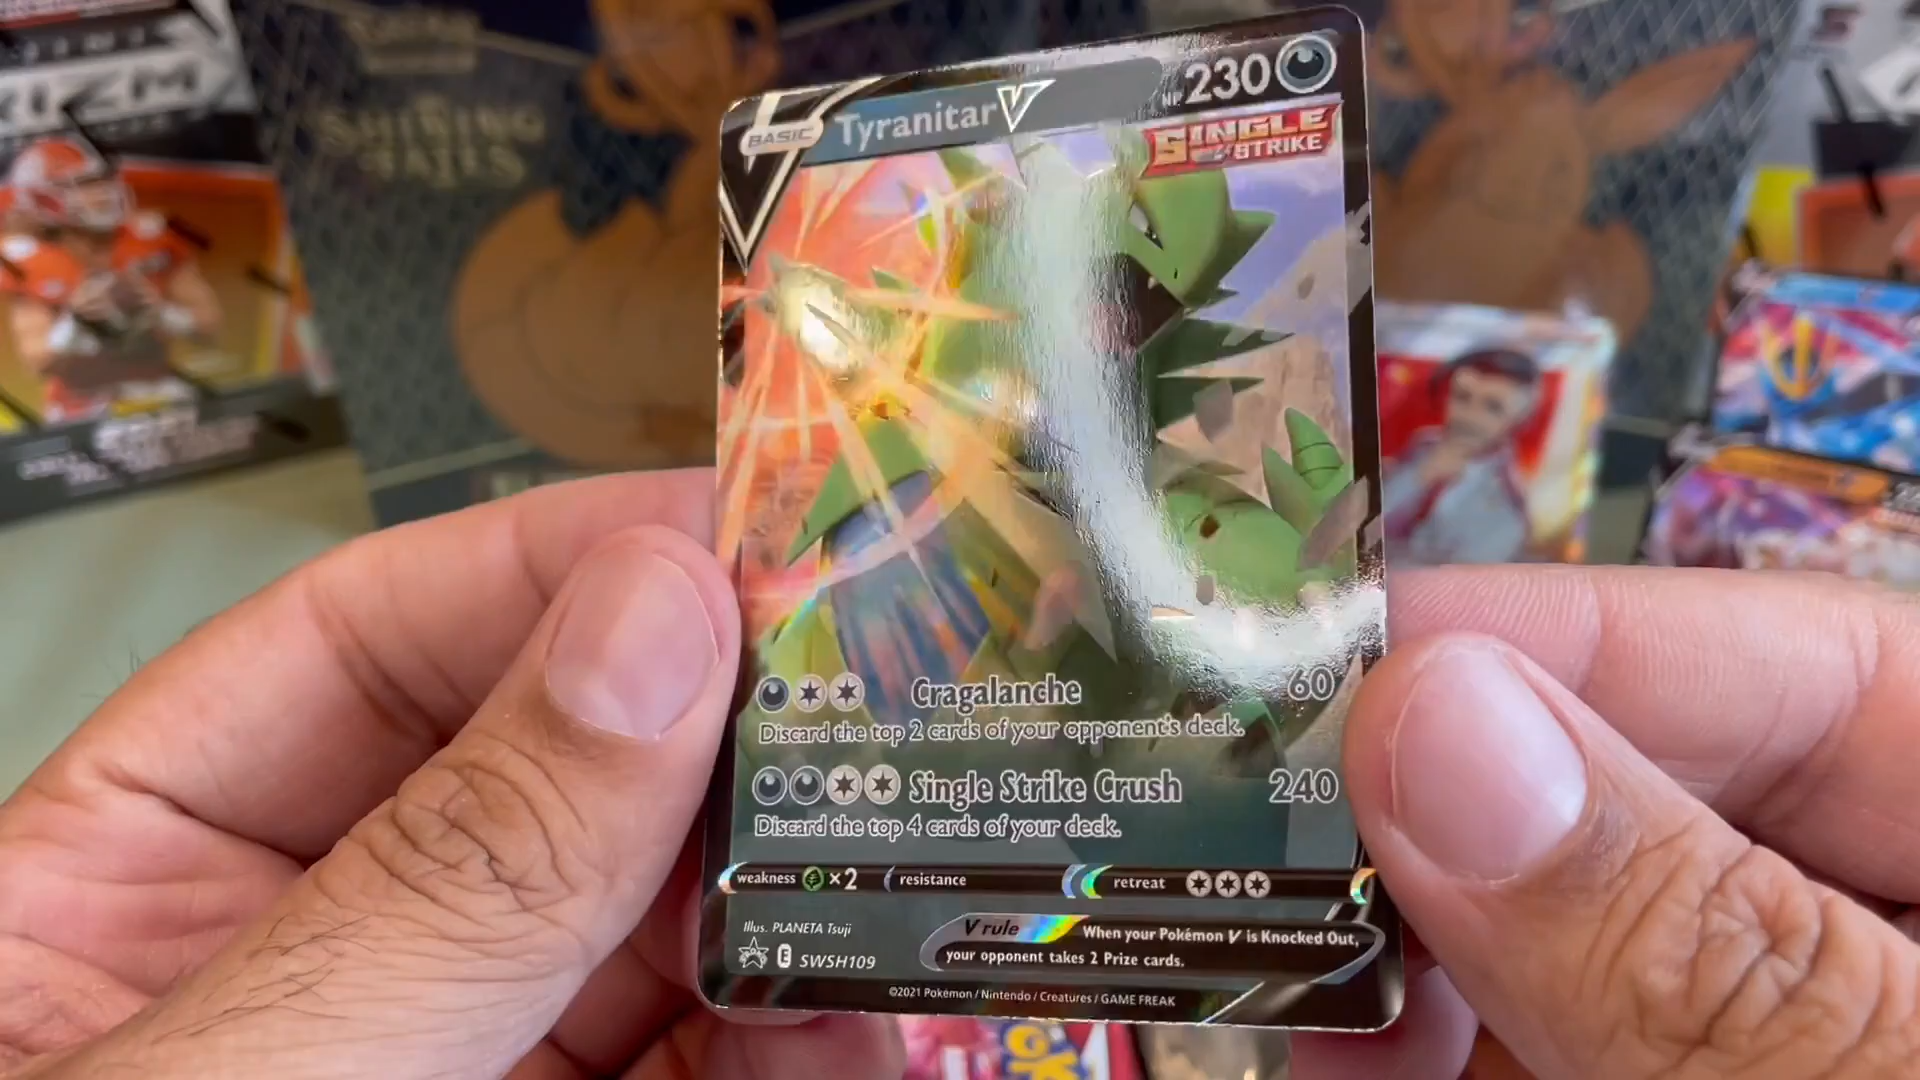 SHINING
FATES
BASIC
Tyranitar V
HP 230
SINGLE
STRIKE
Cragalanche 60
Discard the top 2 cards of your opponent's deck.
Single Strike Crush 240
Discard the top 4 cards of your deck.
weakness ×2 resistance retreat
Illus. PLANETA Tsuji
E SWSH109
V rule When your Pokémon V is Knocked Out,
your opponent takes 2 Prize cards.
©2021 Pokémon / Nintendo / Creatures / GAME FREAK